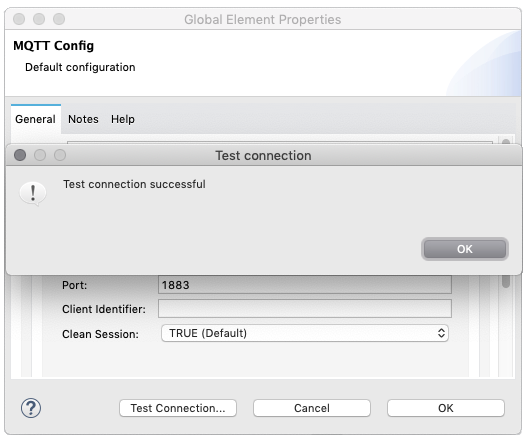 Global Element Properties
MQTT Config
Default configuration
General Notes Help
Test connection
Test connection successful
OK
Port: 1883
Client Identifier:
Clean Session: TRUE (Default)
? Test Connection... Cancel OK